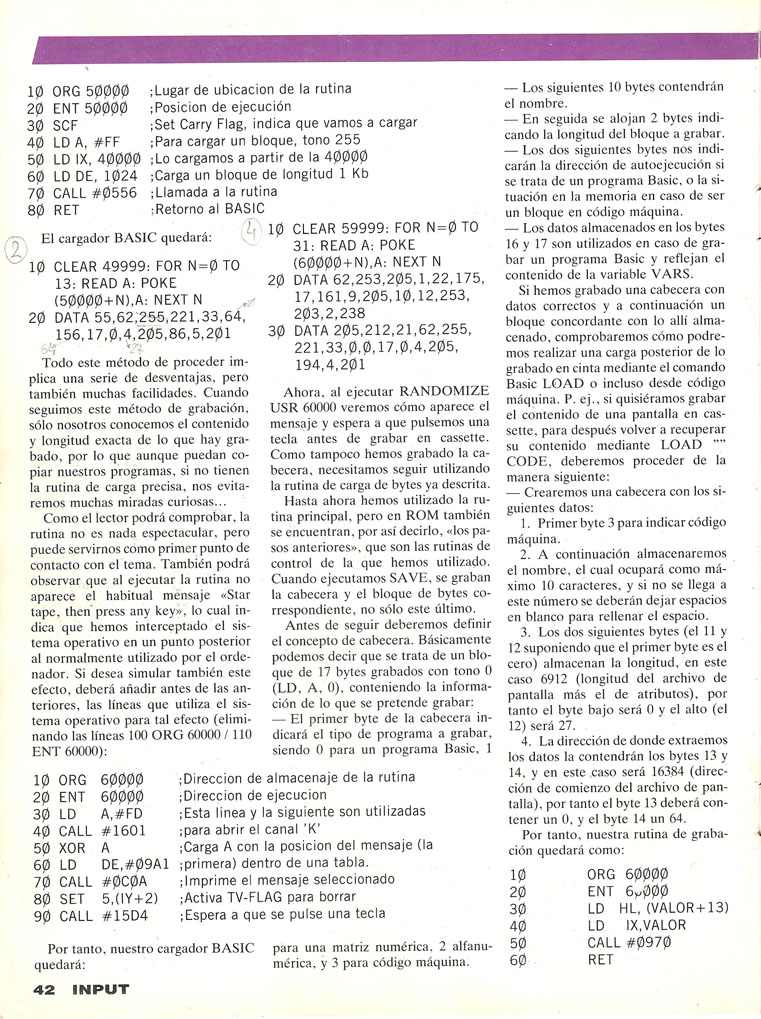 10 ORG 50000 ;Lugar de ubicacion de la rutina
20 ENT 50000 ;Posicion de ejecución
30 SCF ;Set Carry Flag, indica que vamos a cargar
40 LD A, #FF ;Para cargar un bloque, tono 255
50 LD IX, 40000 ;Lo cargamos a partir de la 40000
60 LD DE, 1024 ;Carga un bloque de longitud 1 Kb
70 CALL #0556 ;Llamada a la rutina
80 RET ;Retorno al BASIC
2
El cargador BASIC quedará:
10 CLEAR 49999: FOR N=0 TO
13: READ A: POKE
(50000+N),A: NEXT N
20 DATA 55,62,255,221,33,64,
156,17,0,4,205,86,5,201
64 27
Todo este método de proceder im-
plica una serie de desventajas, pero
también muchas facilidades. Cuando
seguimos este método de grabación,
sólo nosotros conocemos el contenido
y longitud exacta de lo que hay gra-
bado, por lo que aunque puedan co-
piar nuestros programas, si no tienen
la rutina de carga precisa, nos evita-
remos muchas miradas curiosas...
Como el lector podrá comprobar, la
rutina no es nada espectacular, pero
puede servirnos como primer punto de
contacto con el tema. También podrá
observar que al ejecutar la rutina no
aparece el habitual mensaje «Star
tape, then press any key», lo cual in-
dica que hemos interceptado el sis-
tema operativo en un punto posterior
al normalmente utilizado por el orde-
nador. Si desea simular también este
efecto, deberá añadir antes de las an-
teriores, las líneas que utiliza el sis-
tema operativo para tal efecto (elimi-
nando las líneas 100 ORG 60000 / 110
ENT 60000):
4
10 CLEAR 59999: FOR N=0 TO
31: READ A: POKE
(60000+N),A: NEXT N
20 DATA 62,253,205,1,22,175,
17,161,9,205,10,12,253,
203,2,238
30 DATA 205,212,21,62,255,
221,33,0,0,17,0,4,205,
194,4,201
Ahora, al ejecutar RANDOMIZE
USR 60000 veremos cómo aparece el
mensaje y espera a que pulsemos una
tecla antes de grabar en cassette.
Como tampoco hemos grabado la ca-
becera, necesitamos seguir utilizando
la rutina de carga de bytes ya descrita.
Hasta ahora hemos utilizado la ru-
tina principal, pero en ROM también
se encuentran, por así decirlo, «los pa-
sos anteriores», que son las rutinas de
control de la que hemos utilizado.
Cuando ejecutamos SAVE, se graban
la cabecera y el bloque de bytes co-
rrespondiente, no sólo este último.
Antes de seguir deberemos definir
el concepto de cabecera. Básicamente
podemos decir que se trata de un blo-
que de 17 bytes grabados con tono 0
(LD, A, 0), conteniendo la informa-
ción de lo que se pretende grabar:
— El primer byte de la cabecera in-
dicará el tipo de programa a grabar,
siendo 0 para un programa Basic, 1
10 ORG 60000 ;Direccion de almacenaje de la rutina
20 ENT 60000 ;Direccion de ejecucion
30 LD A,#FD ;Esta linea y la siguiente son utilizadas
40 CALL #1601 ;para abrir el canal 'K'
50 XOR A ;Carga A con la posicion del mensaje (la
60 LD DE,#09A1 ;primera) dentro de una tabla.
70 CALL #0C0A ;Imprime el mensaje seleccionado
80 SET 5,(IY+2) ;Activa TV-FLAG para borrar
90 CALL #15D4 ;Espera a que se pulse una tecla
Por tanto, nuestro cargador BASIC
quedará:
para una matriz numérica, 2 alfanu-
mérica, y 3 para código máquina.
— Los siguientes 10 bytes contendrán
el nombre.
— En seguida se alojan 2 bytes indi-
cando la longitud del bloque a grabar.
— Los dos siguientes bytes nos indi-
carán la dirección de autoejecución si
se trata de un programa Basic, o la si-
tuación en la memoria en caso de ser
un bloque en código máquina.
— Los datos almacenados en los bytes
16 y 17 son utilizados en caso de gra-
bar un programa Basic y reflejan el
contenido de la variable VARS.
Si hemos grabado una cabecera con
datos correctos y a continuación un
bloque concordante con lo allí alma-
cenado, comprobaremos cómo podre-
mos realizar una carga posterior de lo
grabado en cinta mediante el comando
Basic LOAD o incluso desde código
máquina. P. ej., si quisiéramos grabar
el contenido de una pantalla en cas-
sette, para después volver a recuperar
su contenido mediante LOAD ""
CODE, deberemos proceder de la
manera siguiente:
— Crearemos una cabecera con los si-
guientes datos:
1. Primer byte 3 para indicar código
máquina.
2. A continuación almacenaremos
el nombre, el cual ocupará como má-
ximo 10 caracteres, y si no se llega a
este número se deberán dejar espacios
en blanco para rellenar el espacio.
3. Los dos siguientes bytes (el 11 y
12 suponiendo que el primer byte es el
cero) almacenan la longitud, en este
caso 6912 (longitud del archivo de
pantalla más el de atributos), por
tanto el byte bajo será 0 y el alto (el
12) será 27.
4. La dirección de donde extraemos
los datos la contendrán los bytes 13 y
14, y en este caso será 16384 (direc-
ción de comienzo del archivo de pan-
talla), por tanto el byte 13 deberá con-
tener un 0, y el byte 14 un 64.
Por tanto, nuestra rutina de graba-
ción quedará como:
10 ORG 60000
20 ENT 60000
30 LD HL, (VALOR+13)
40 LD IX,VALOR
50 CALL #0970
60 RET
42 INPUT